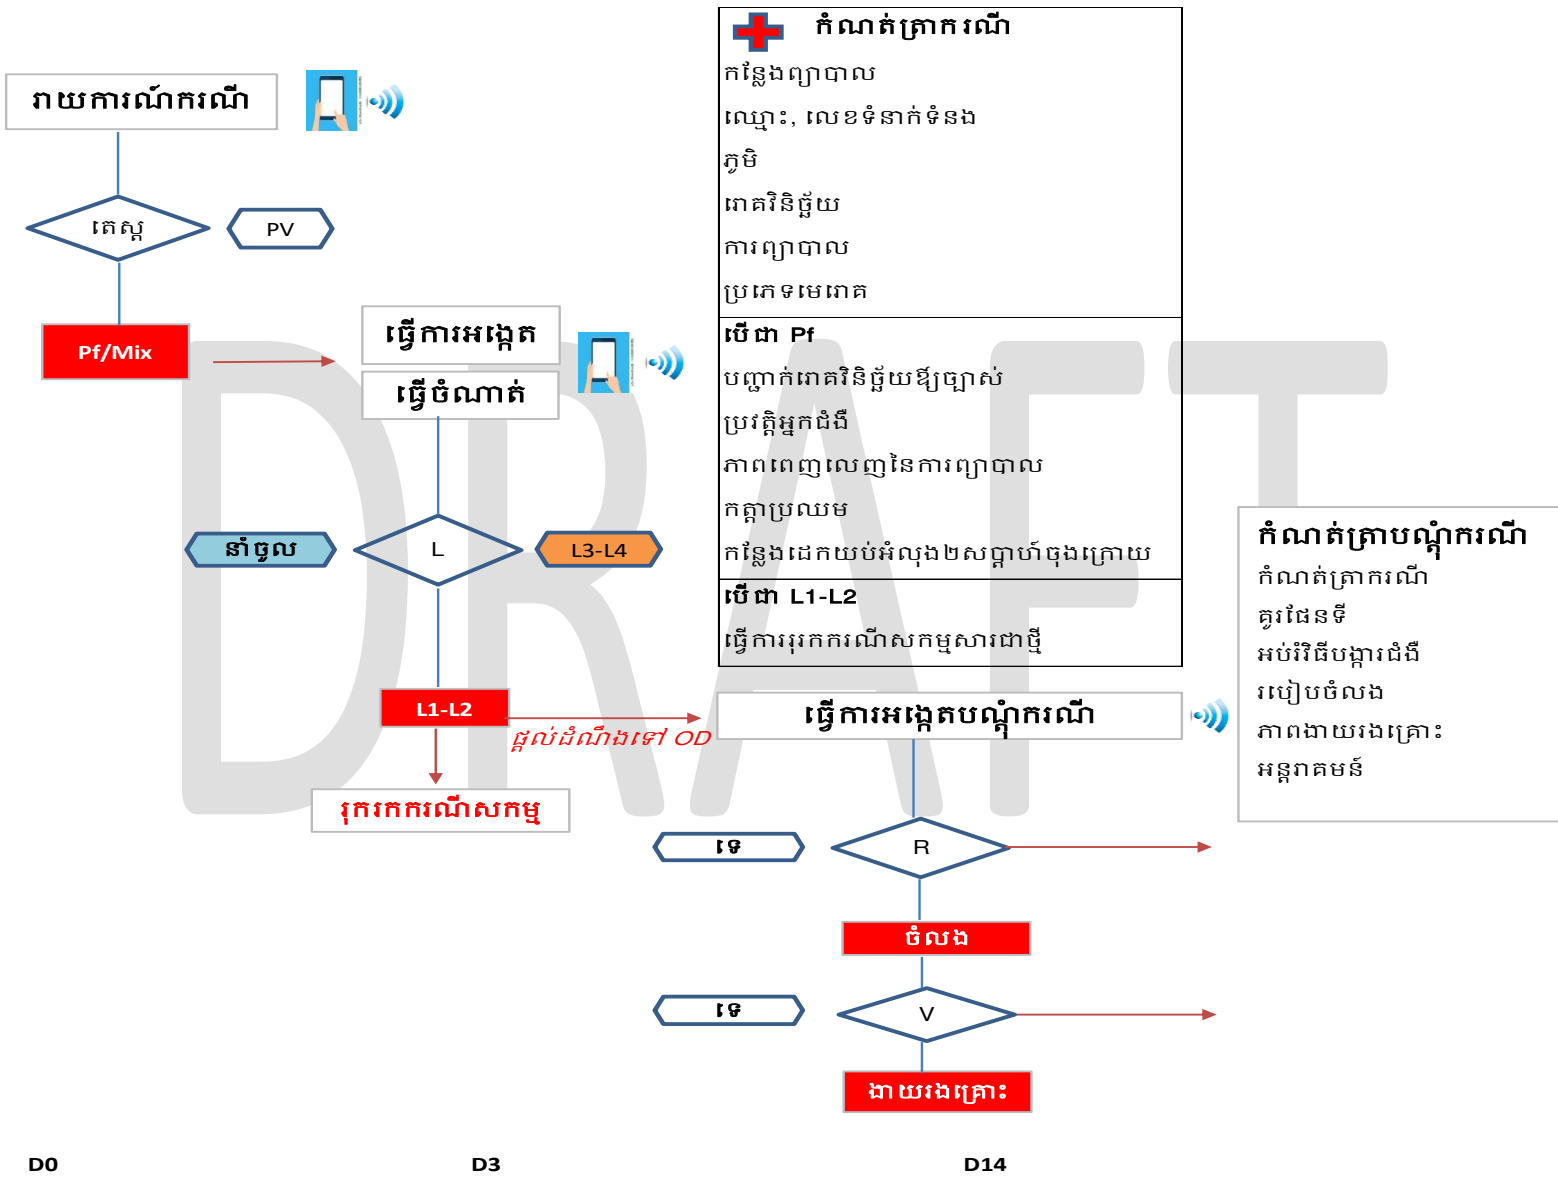 រាយការណ៍ករណី
តេស្ត
PV
Pf/Mix
ធ្វើការអង្កេត
ធ្វើចំណាត់
នាំចូល
L
L3-L4
L1-L2
ផ្តល់ដំណឹងទៅ OD
រុករកករណីសកម្ម
កំណត់ត្រាករណី
កន្លែងព្យាបាល
ឈ្មោះ, លេខទំនាក់ទំនង
ភូមិ
រោគវិនិច្ឆ័យ
ការព្យាបាល
ប្រភេទមេរោគ
បើជា Pf
បញ្ជាក់រោគវិនិច្ឆ័យឪ្យច្បាស់
ប្រវត្តិអ្នកជំងឺ
ភាពពេញលេញនៃការព្យាបាល
កត្តាប្រឈម
កន្លែងដេកយប់អំលុង២សប្តាហ៍ចុងក្រោយ
បើជា L1-L2
ធ្វើការរុរកករណីសកម្មសារជាថ្មី
ធ្វើការអង្កេតបណ្តុំករណី
កំណត់ត្រាបណ្តុំករណី
កំណត់ត្រាករណី
គូរផែនទី
អប់រំវិធីបង្ការជំងឺ
របៀបចំលង
ភាពងាយរងគ្រោះ
អន្តរាគមន៍
ទេ
R
ចំលង
ទេ
V
ងាយរងគ្រោះ
D0
D3
D14
DRAFT